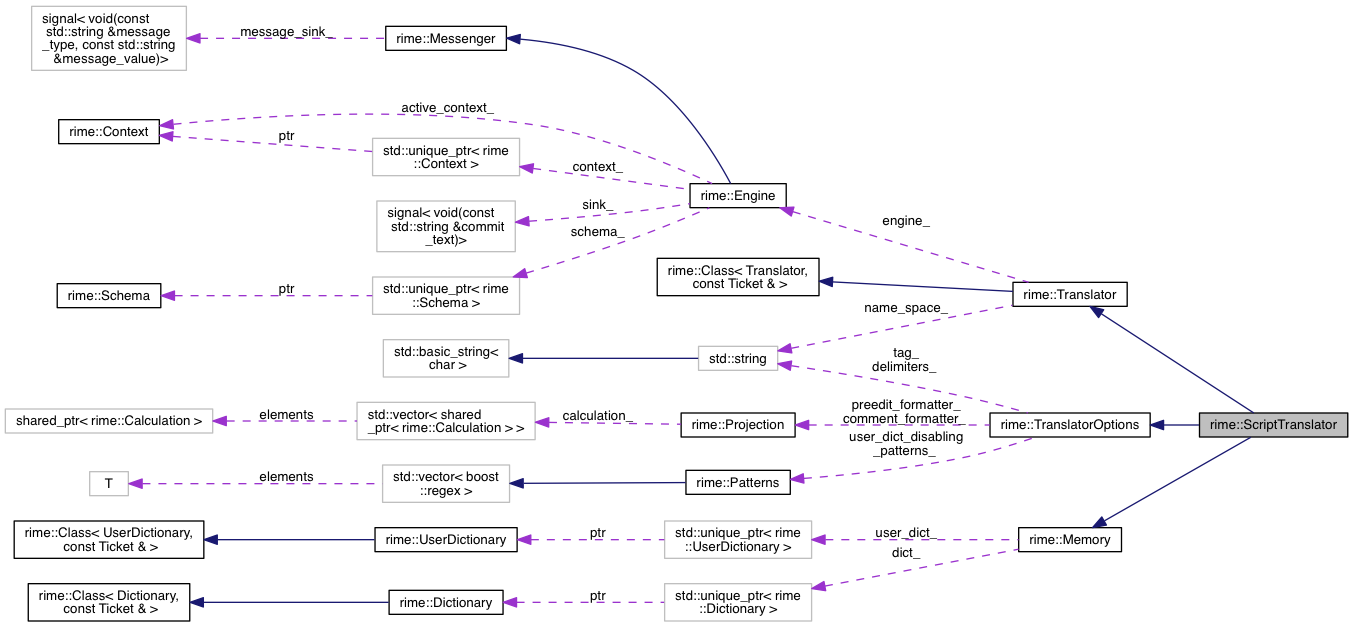 signal< void(const
std::string &message
_type, const std::string
&message_value)>
message_sink_
rime::Messenger
active_context_
rime::Context
ptr
std::unique_ptr< rime
::Context >
context_
rime::Engine
signal< void(const
std::string &commit
_text)>
sink_
schema_
engine_
rime::Class< Translator,
const Ticket & >
rime::Schema
ptr
std::unique_ptr< rime
::Schema >
rime::Translator
name_space_
std::basic_string<
char >
std::string
tag_
delimiters_
shared_ptr< rime::Calculation >
elements
std::vector< shared
_ptr< rime::Calculation > >
calculation_
rime::Projection
preedit_formatter_
comment_formatter_
rime::TranslatorOptions
rime::ScriptTranslator
user_dict_disabling
_patterns_
T
elements
std::vector< boost
::regex >
rime::Patterns
rime::Class< UserDictionary,
const Ticket & >
rime::UserDictionary
ptr
std::unique_ptr< rime
::UserDictionary >
user_dict_
rime::Memory
dict_
rime::Class< Dictionary,
const Ticket & >
rime::Dictionary
ptr
std::unique_ptr< rime
::Dictionary >